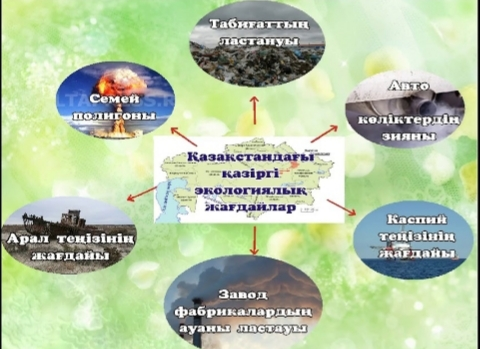 Табиғаттың
ластануы
Семей
полигоны
Авто
көліктердің
зияны
Қазақстандағы
қазіргі
экологиялық
жағдайлар
Арал теңізінің
жағдайы
Каспий
теңізінің
жағдайы
Завод
фабрикалардың
ауаны ластауы